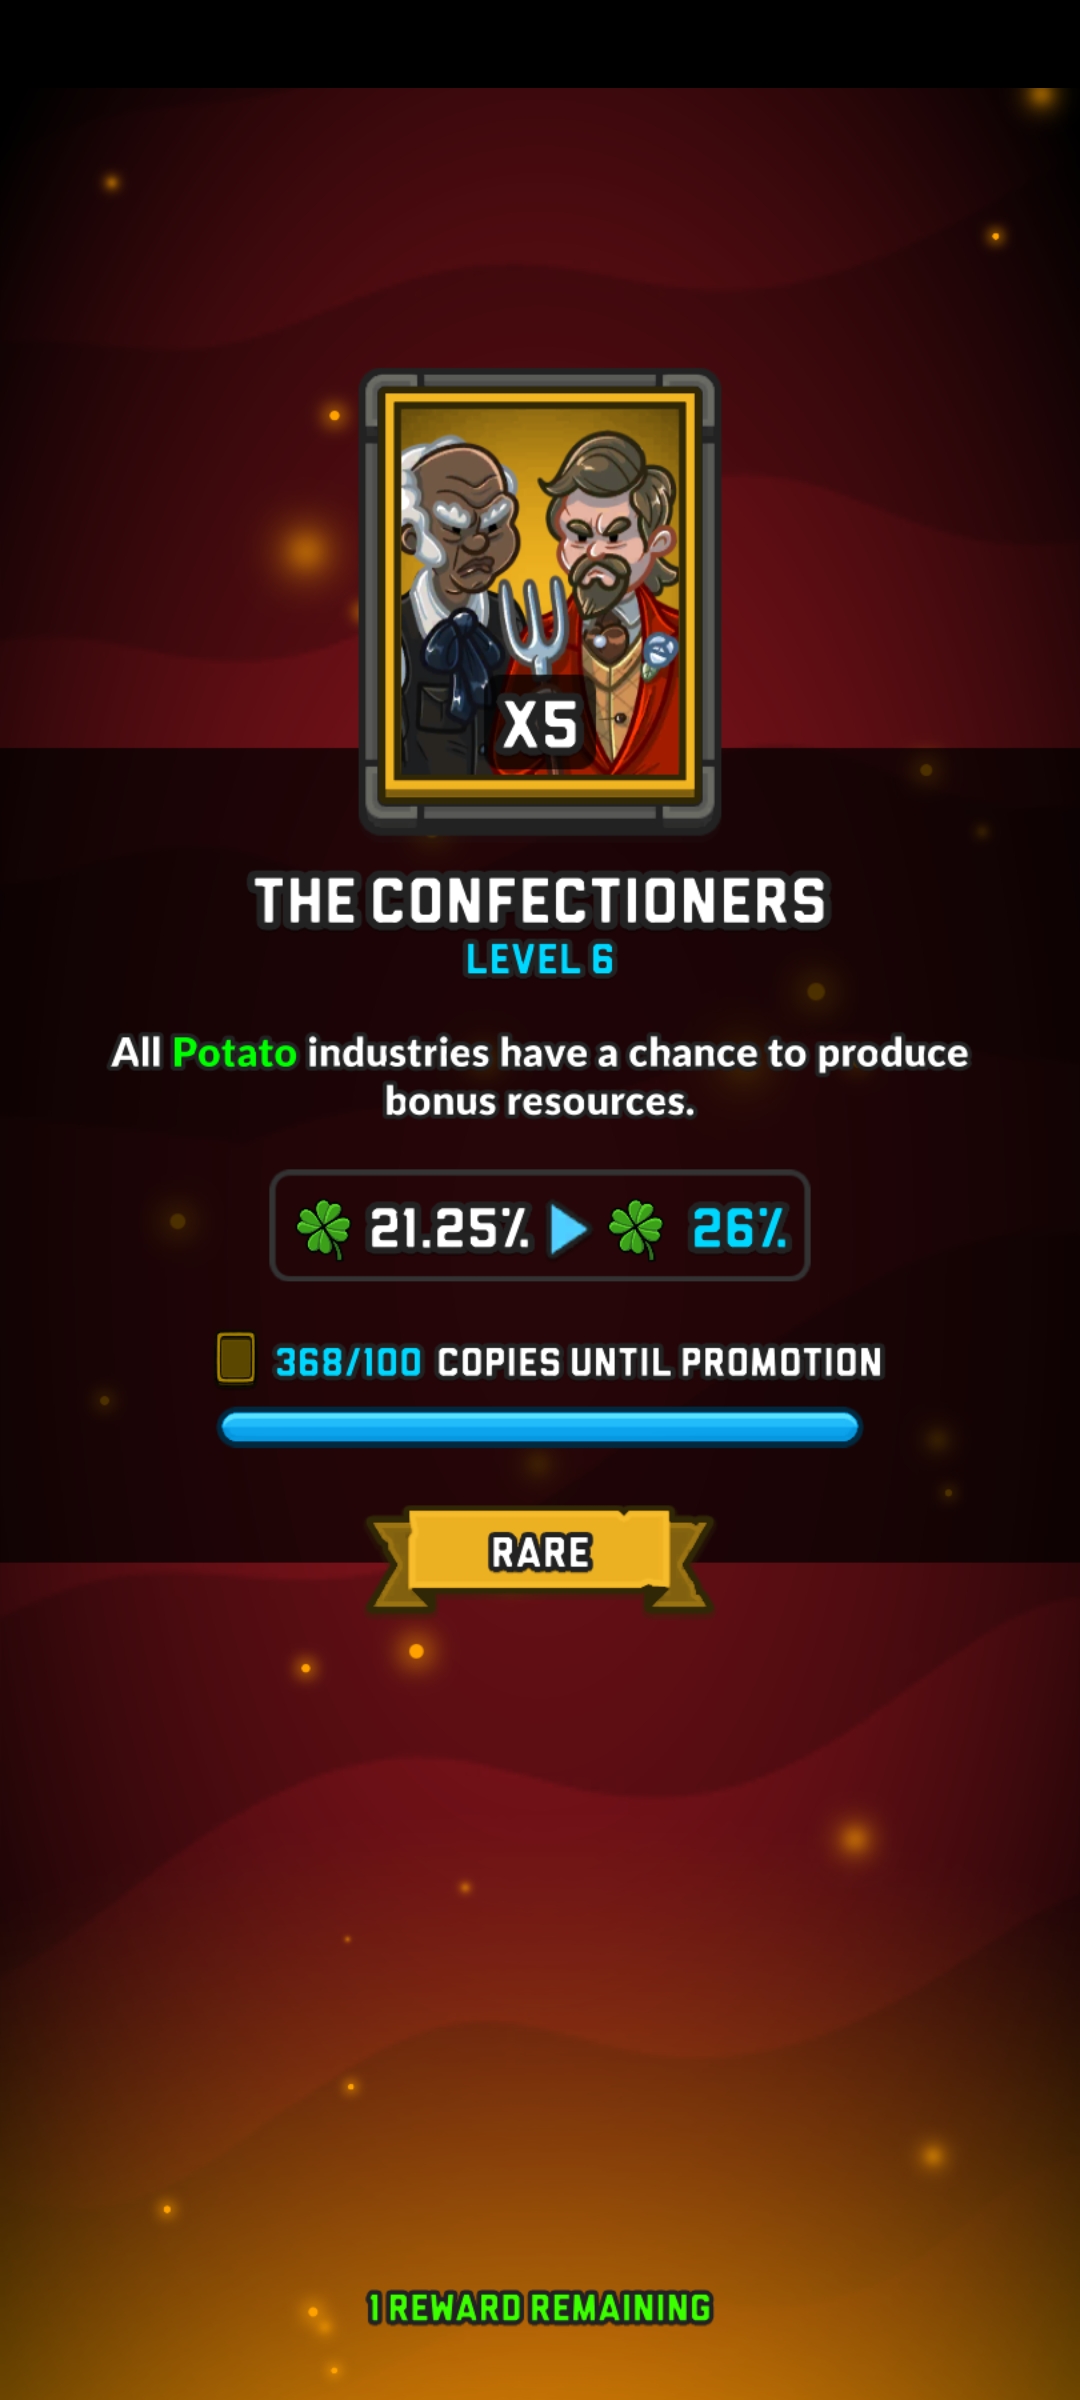 X5
THE CONFECTIONERS
LEVEL 6
All Potato industries have a chance to produce
bonus resources.
21.25% 26%
368/100 COPIES UNTIL PROMOTION
RARE
1 REWARD REMAINING